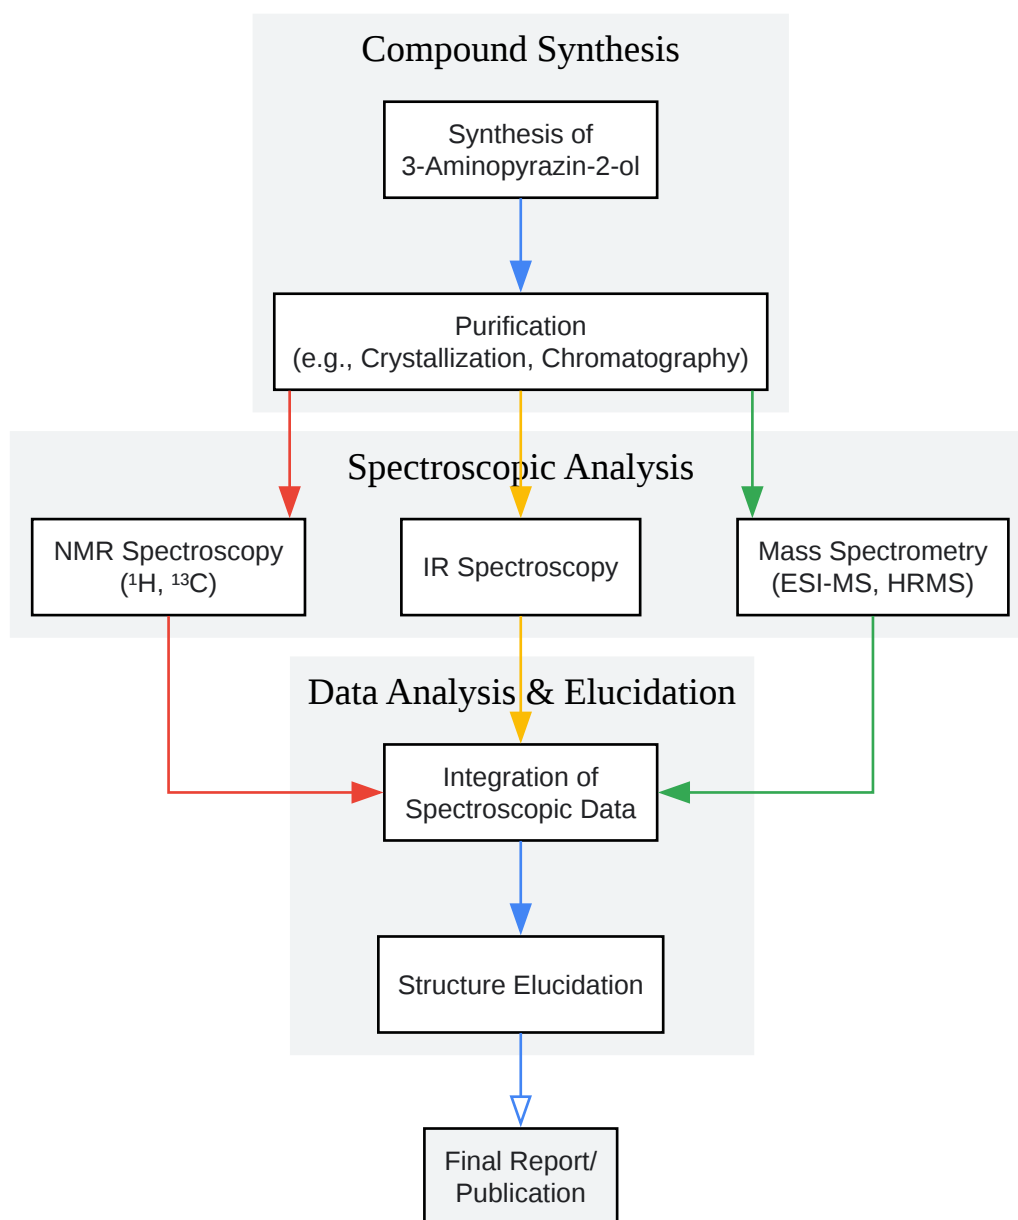 Compound Synthesis
Synthesis of
3-Aminopyrazin-2-ol
Purification
(e.g., Crystallization, Chromatography)
Spectroscopic Analysis
NMR Spectroscopy
(¹H, ¹³C)
IR Spectroscopy
Mass Spectrometry
(ESI-MS, HRMS)
Data Analysis & Elucidation
Integration of
Spectroscopic Data
Structure Elucidation
Final Report/
Publication